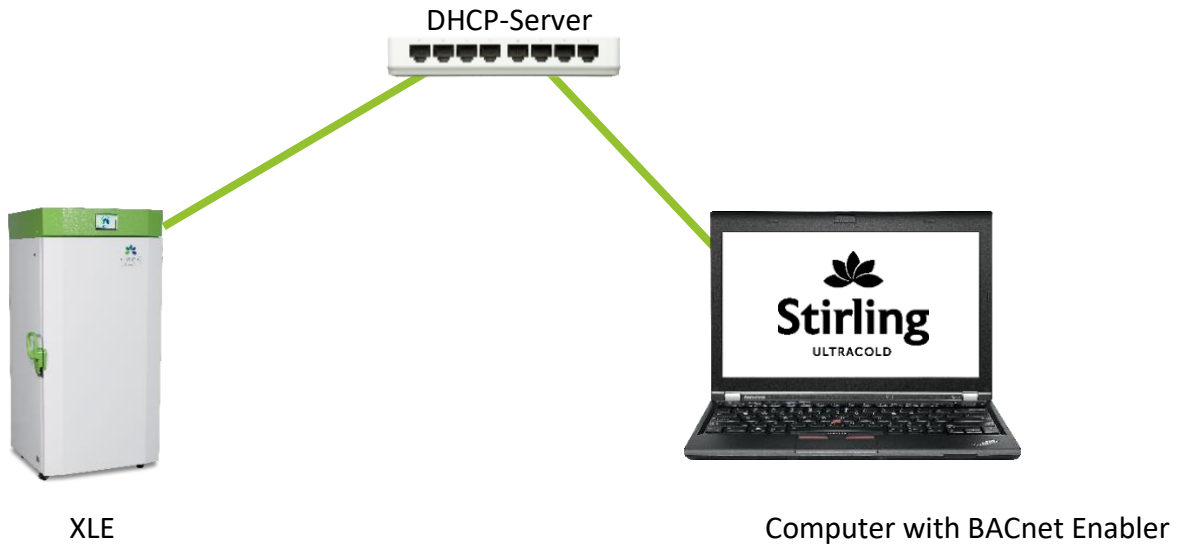 DHCP-Server
Stirling
ULTRACOLD
XLE
Computer with BACnet Enabler